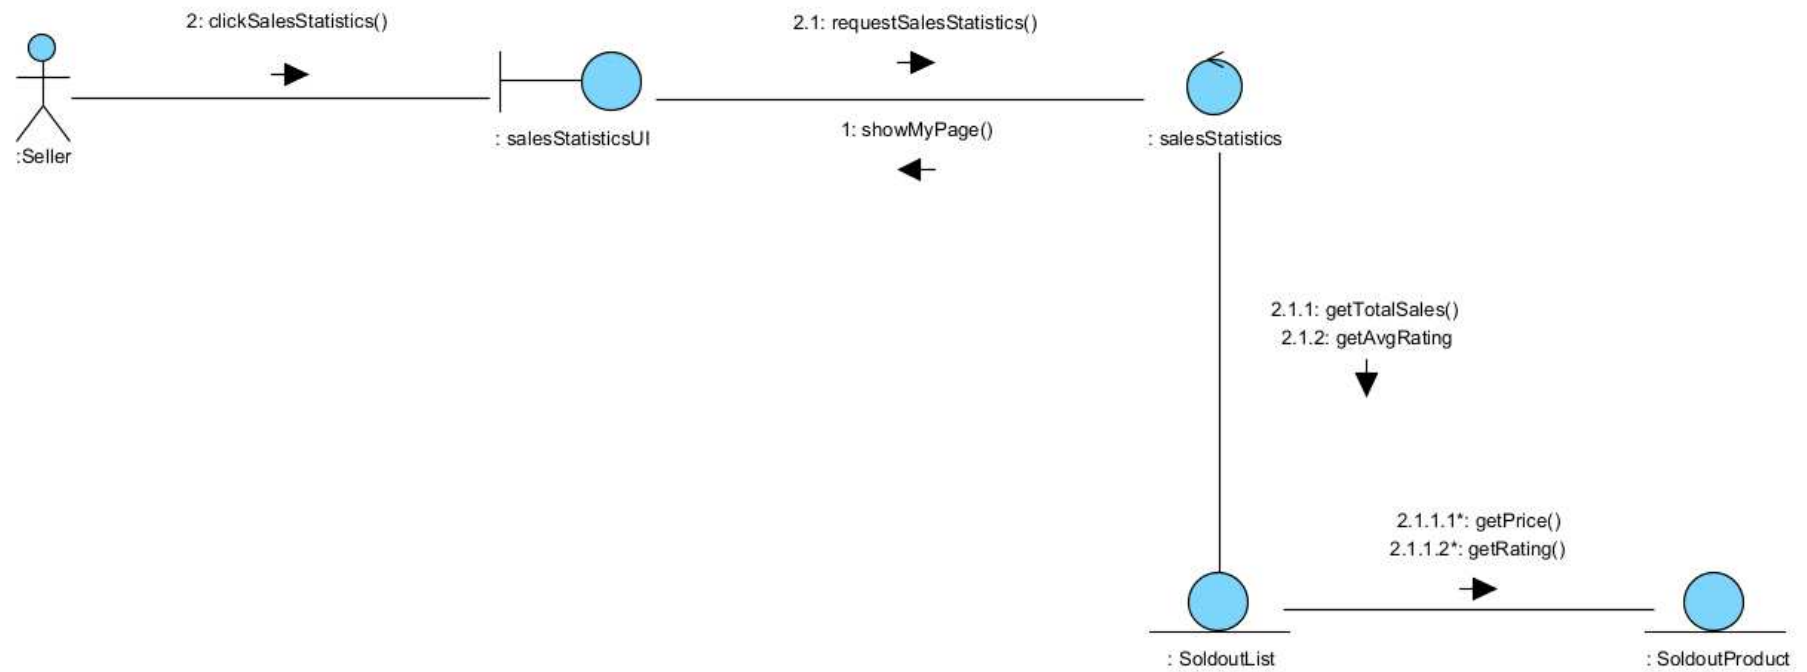 2: clickSalesStatistics()
2.1: requestSalesStatistics()
1: showMyPage()
:Seller
: salesStatisticsUI
: salesStatistics
2.1.1: getTotalSales()
2.1.2: getAvgRating
2.1.1.1*: getPrice()
2.1.1.2*: getRating()
: SoldoutList
: SoldoutProduct